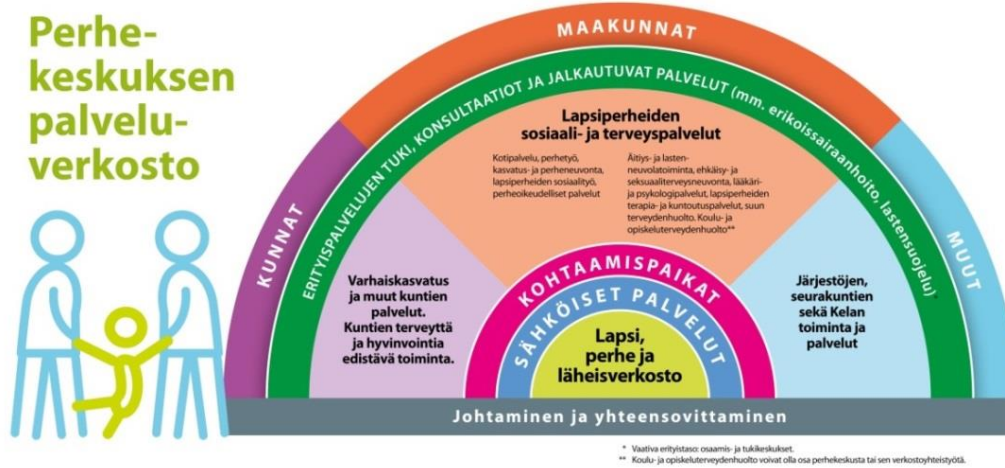 Perhe-
keskuksen
palvelu-
verkosto
MAAKUNNAT
KUNNAT
MUUT
ERITYISPALVELUJEN TUKI, KONSULTAATIOT JA JALKAUTUVAT PALVELUT (mm. erikoissairaanhoito, lastensuojelu)*
Lapsiperheiden
sosiaali- ja terveyspalvelut
Kotipalvelu, perhetyö,
kasvatus- ja perheneuvonta,
lapsiperheiden sosiaalityö,
perheoikeudelliset palvelut
Äitiys- ja lasten-
neuvolatoiminta, ehkäisy- ja
seksuaaliterveysneuvonta, lääkäri-
ja psykologipalvelut, lapsiperheiden
terapia- ja kuntoutuspalvelut, suun
terveydenhuolto. Koulu- ja
opiskeluterveydenhuolto**
Varhaiskasvatus
ja muut kuntien
palvelut.
Kuntien terveyttä
ja hyvinvointia
edistävä toiminta.
Järjestöjen,
seurakuntien
sekä Kelan
toiminta ja
palvelut
KOHTAAMISPAIKAT
SÄHKÖISET PALVELUT
Lapsi,
perhe ja
läheisverkosto
Johtaminen ja yhteensovittaminen
* Vaativa erityistaso: osaamis- ja tukikeskukset.
** Koulu- ja opiskeluterveydenhuolto voivat olla osa perhekeskusta tai sen verkostoyhteistyötä.